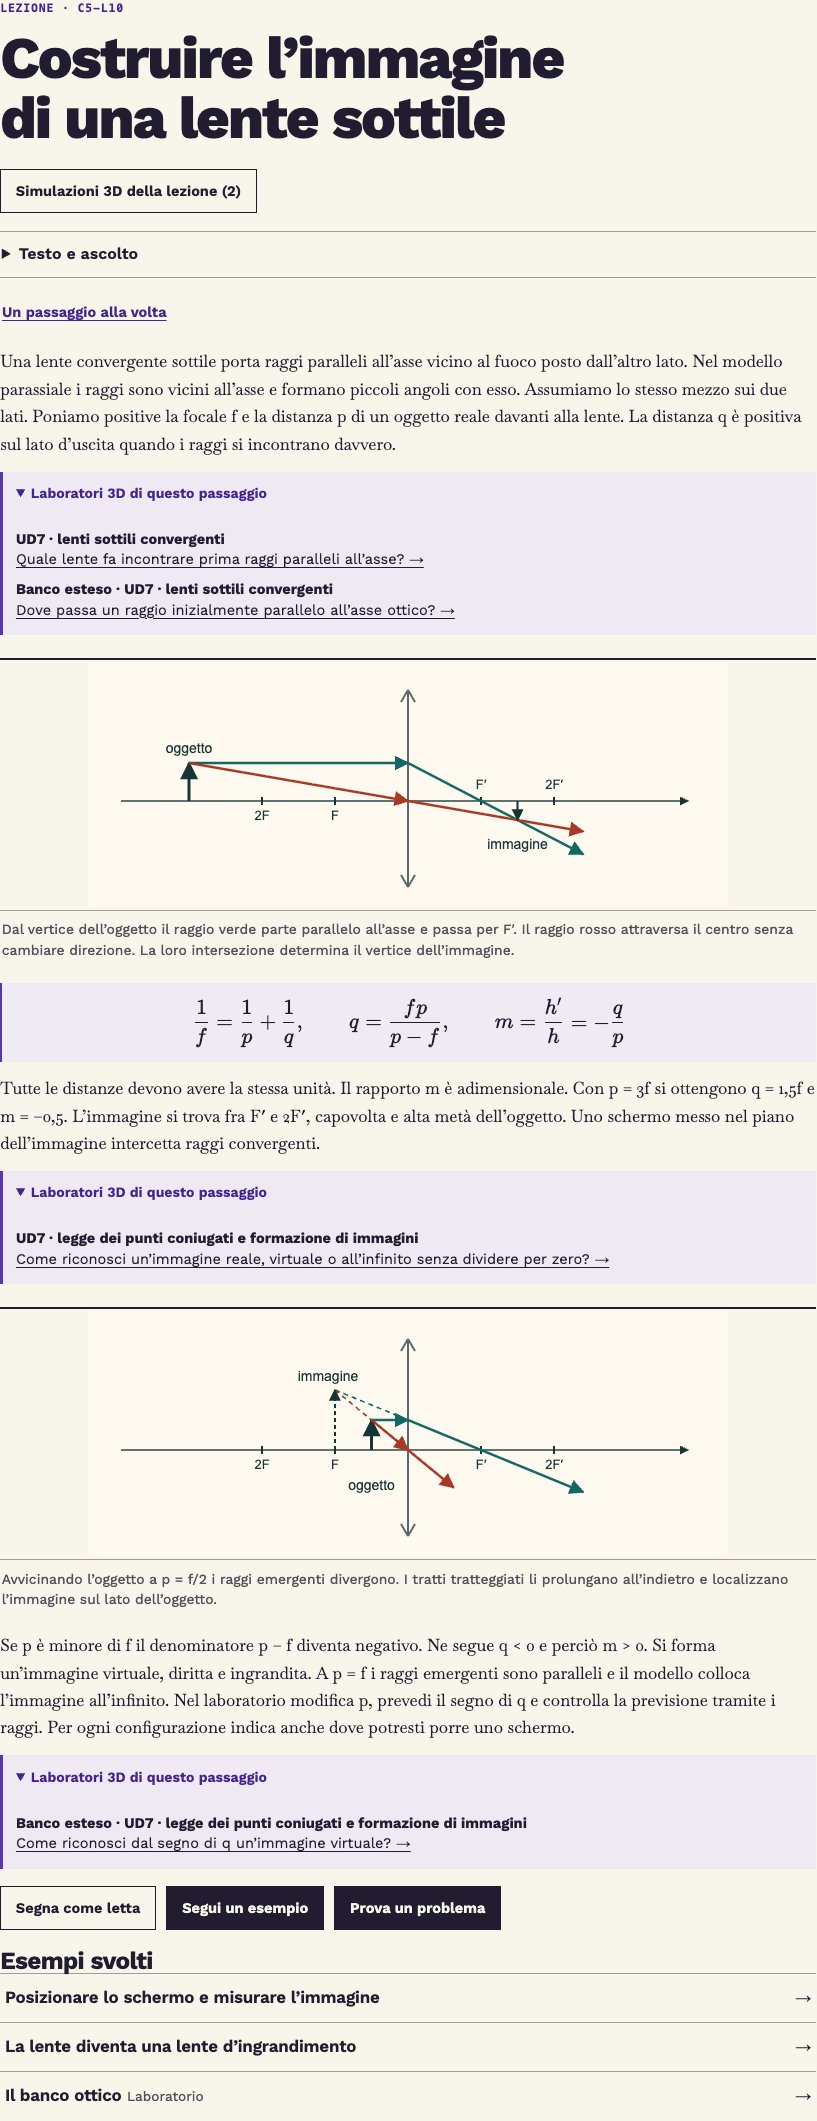 LEZIONE · C5–L10
Costruire l’immagine
di una lente sottile
Simulazioni 3D della lezione (2)
▶ Testo e ascolto
Un passaggio alla volta
Una lente convergente sottile porta raggi paralleli all’asse vicino al fuoco posto dall’altro lato. Nel modello
parassiale i raggi sono vicini all’asse e formano piccoli angoli con esso. Assumiamo lo stesso mezzo sui due
lati. Poniamo positive la focale f e la distanza p di un oggetto reale davanti alla lente. La distanza q è positiva
sul lato d’uscita quando i raggi si incontrano davvero.
▼ Laboratori 3D di questo passaggio
UD7 · lenti sottili convergenti
Quale lente fa incontrare prima raggi paralleli all’asse? →
Banco esteso · UD7 · lenti sottili convergenti
Dove passa un raggio inizialmente parallelo all’asse ottico? →
oggetto
F′ 2F′
2F F
immagine
Dal vertice dell’oggetto il raggio verde parte parallelo all’asse e passa per F′. Il raggio rosso attraversa il centro senza
cambiare direzione. La loro intersezione determina il vertice dell’immagine.
1/f = 1/p + 1/q, q = fp/(p − f), m = h′/h = −q/p
Tutte le distanze devono avere la stessa unità. Il rapporto m è adimensionale. Con p = 3f si ottengono q = 1,5f e
m = −0,5. L’immagine si trova fra F′ e 2F′, capovolta e alta metà dell’oggetto. Uno schermo messo nel piano
dell’immagine intercetta raggi convergenti.
▼ Laboratori 3D di questo passaggio
UD7 · legge dei punti coniugati e formazione di immagini
Come riconosci un’immagine reale, virtuale o all’infinito senza dividere per zero? →
immagine
2F F F′ 2F′
oggetto
Avvicinando l’oggetto a p = f/2 i raggi emergenti divergono. I tratti tratteggiati li prolungano all’indietro e localizzano
l’immagine sul lato dell’oggetto.
Se p è minore di f il denominatore p − f diventa negativo. Ne segue q < 0 e perciò m > 0. Si forma
un’immagine virtuale, diritta e ingrandita. A p = f i raggi emergenti sono paralleli e il modello colloca
l’immagine all’infinito. Nel laboratorio modifica p, prevedi il segno di q e controlla la previsione tramite i
raggi. Per ogni configurazione indica anche dove potresti porre uno schermo.
▼ Laboratori 3D di questo passaggio
Banco esteso · UD7 · legge dei punti coniugati e formazione di immagini
Come riconosci dal segno di q un’immagine virtuale? →
Segna come letta Segui un esempio Prova un problema
Esempi svolti
Posizionare lo schermo e misurare l’immagine →
La lente diventa una lente d’ingrandimento →
Il banco ottico Laboratorio →